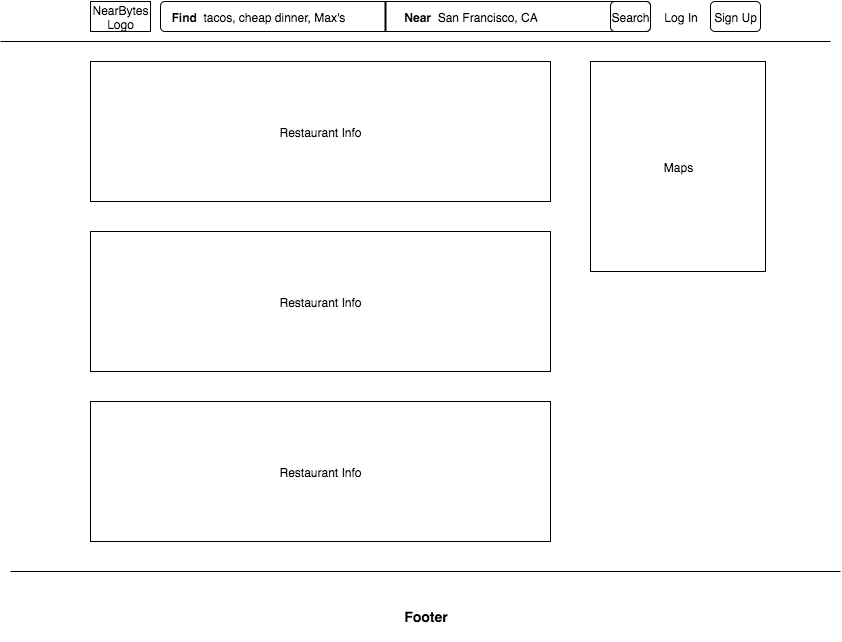 NearBytes
Logo
Find tacos, cheap dinner, Max's
Near San Francisco, CA
Search
Log In
Sign Up
Restaurant Info
Maps
Restaurant Info
Restaurant Info
Footer